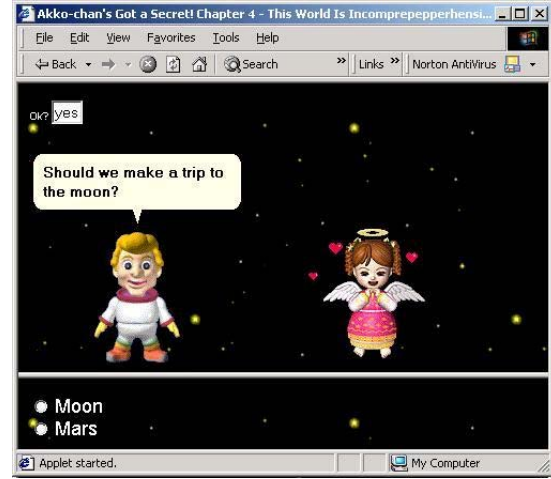 Akko-chan's Got a Secret! Chapter 4 - This World Is Incomprepepperhensi...
File Edit View Favorites Tools Help
Back Search » Links » Norton AntiVirus
Ok? yes
Should we make a trip to
the moon?
Moon
Mars
Applet started. My Computer